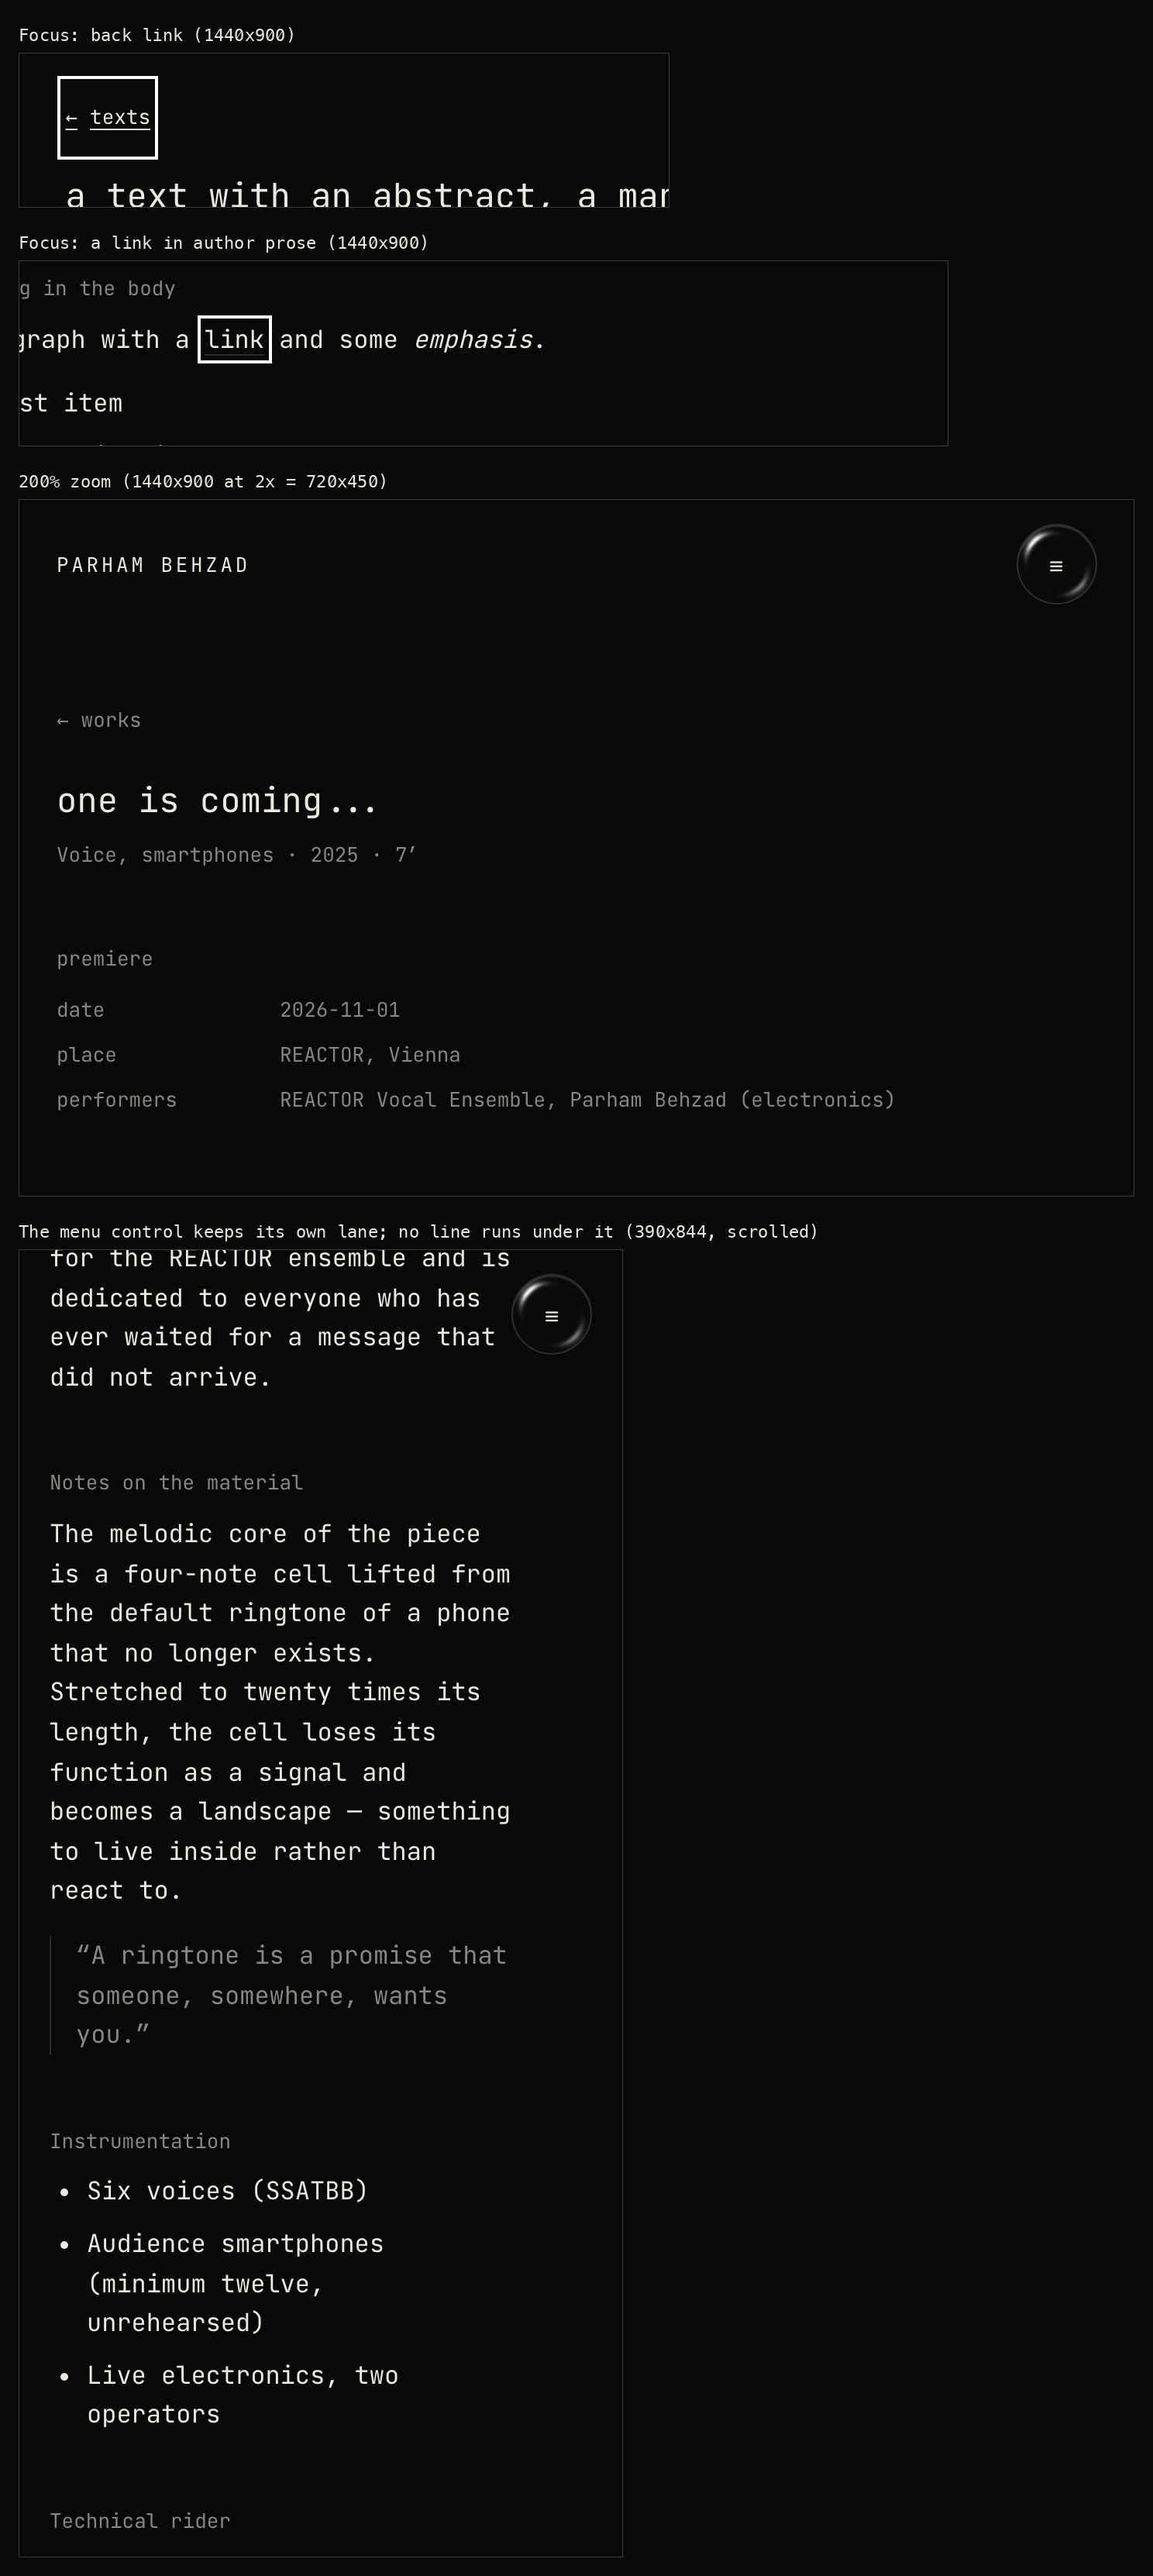 Focus: back link (1440x900)
← texts
a text with an abstract, a mar
Focus: a link in author prose (1440x900)
g in the body
graph with a link and some emphasis.
st item
200% zoom (1440x900 at 2x = 720x450)
PARHAM BEHZAD
≡
← works
one is coming...
Voice, smartphones · 2025 · 7′
premiere
date 2026-11-01
place REACTOR, Vienna
performers REACTOR Vocal Ensemble, Parham Behzad (electronics)
The menu control keeps its own lane; no line runs under it (390x844, scrolled)
for the REACTOR ensemble and is
dedicated to everyone who has
≡
ever waited for a message that
did not arrive.
Notes on the material
The melodic core of the piece
is a four-note cell lifted from
the default ringtone of a phone
that no longer exists.
Stretched to twenty times its
length, the cell loses its
function as a signal and
becomes a landscape — something
to live inside rather than
react to.
“A ringtone is a promise that
someone, somewhere, wants
you.”
Instrumentation
• Six voices (SSATBB)
• Audience smartphones
(minimum twelve,
unrehearsed)
• Live electronics, two
operators
Technical rider